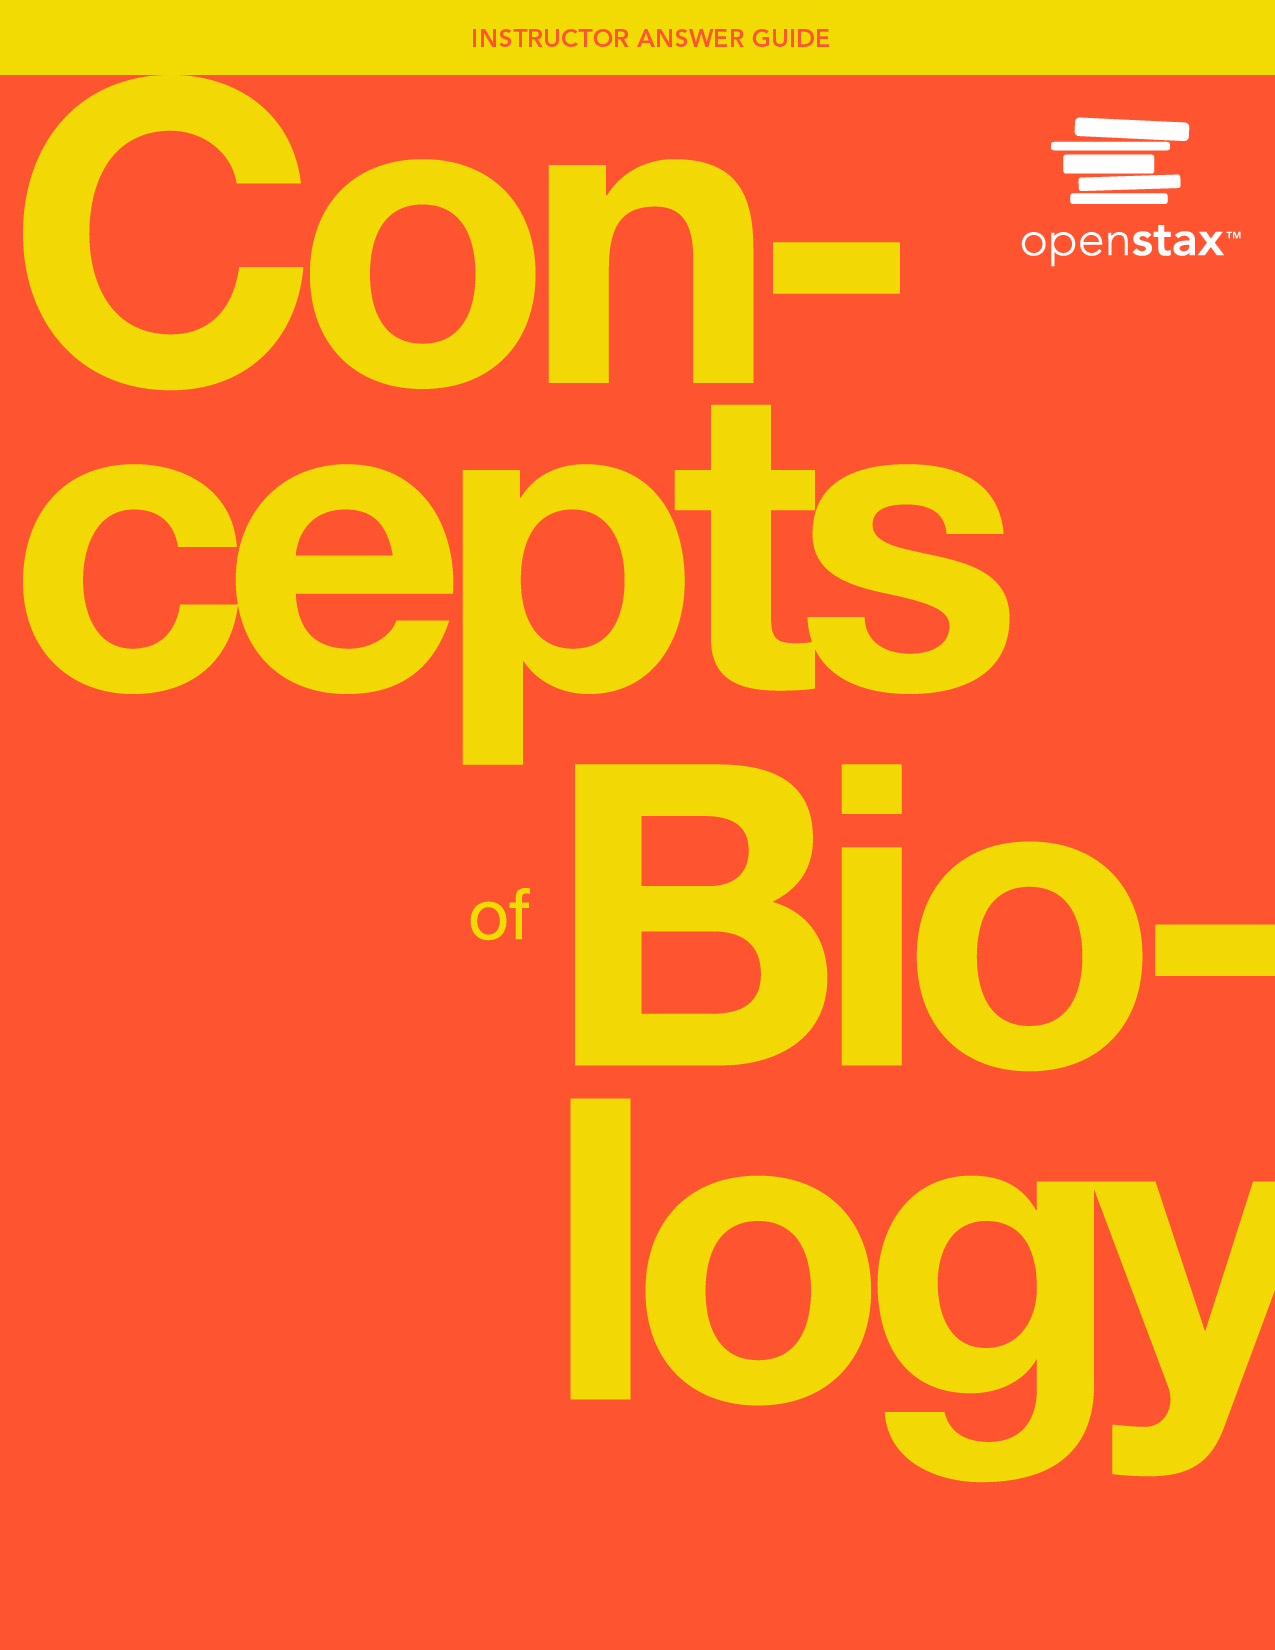 INSTRUCTOR ANSWER GUIDE
Con-
openstax™
cepts
of Bio-
logy